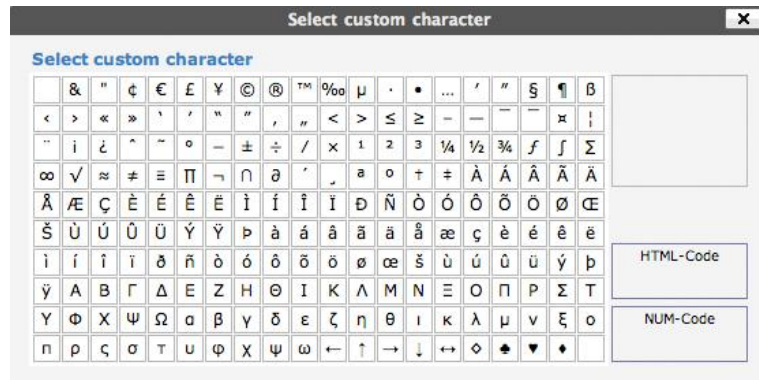 Select custom character
Select custom character
& " ¢ € £ ¥ © ® ™ ‰ µ · • … ′ ″ § ¶ ß
‹ › « » ‘ ’ “ ” ‚ „ < > ≤ ≥ – — ¯ ‾ ¤ ¦
¨ ¡ ¿ ˆ ˜ ° − ± ÷ ⁄ × ¹ ² ³ ¼ ½ ¾ ƒ ∫ ∑
∞ √ ≈ ≠ ≡ ∏ ¬ ∩ ∂ ´ ¸ ª º † ‡ À Á Â Ã Ä
Å Æ Ç È É Ê Ë Ì Í Î Ï Ð Ñ Ò Ó Ô Õ Ö Ø Œ
Š Ù Ú Û Ü Ý Ÿ Þ à á â ã ä å æ ç è é ê ë
ì í î ï ð ñ ò ó ô õ ö ø œ š ù ú û ü ý þ
HTML-Code
ÿ Α Β Γ Δ Ε Ζ Η Θ Ι Κ Λ Μ Ν Ξ Ο Π Ρ Σ Τ
Υ Φ Χ Ψ Ω α β γ δ ε ζ η θ ι κ λ μ ν ξ ο
NUM-Code
π ρ ς σ τ υ φ χ ψ ω ← ↑ → ↓ ↔ ◊ ♠ ♥ ♦